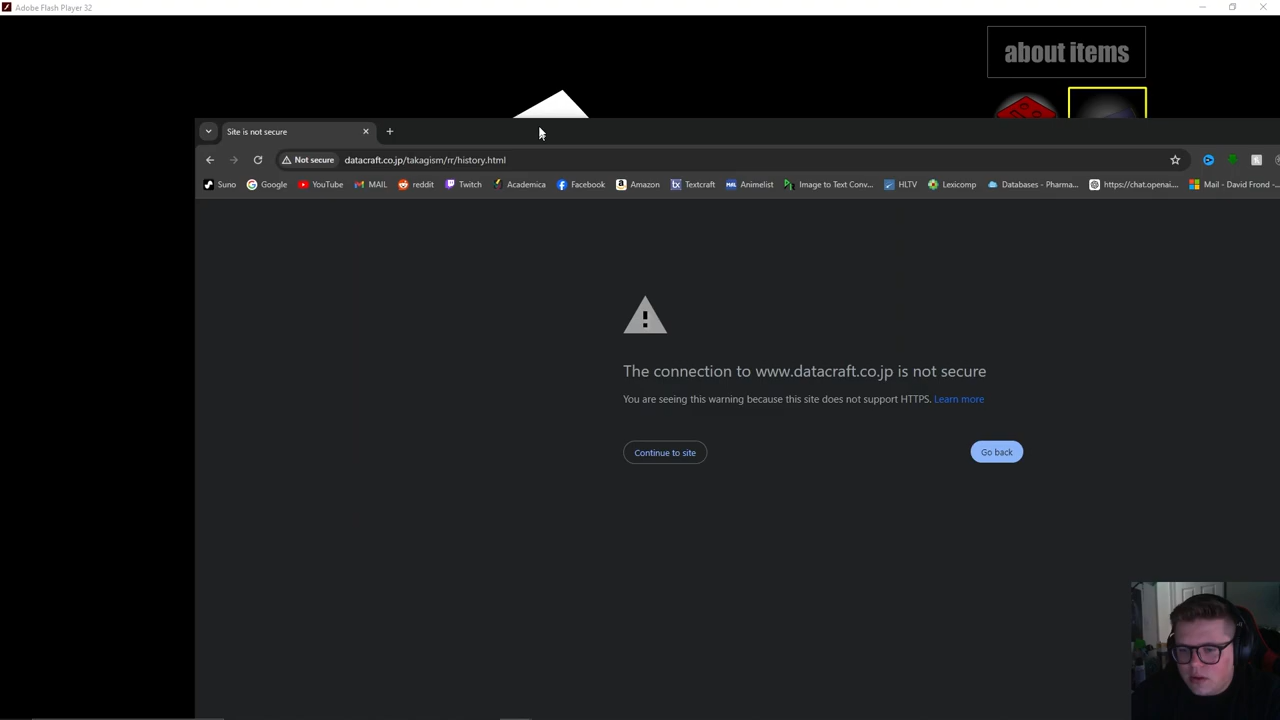 Adobe Flash Player 32
about items
Site is not secure
Not secure
datacraft.co.jp/takagism/rr/history.html
Suno Google YouTube MAIL reddit Twitch Academica Facebook Amazon Textcraft Animelist Image to Text Conv... HLTV Lexicomp Databases - Pharma... https://chat.openai.... Mail - David Frond -...
The connection to www.datacraft.co.jp is not secure
You are seeing this warning because this site does not support HTTPS. Learn more
Continue to site
Go back